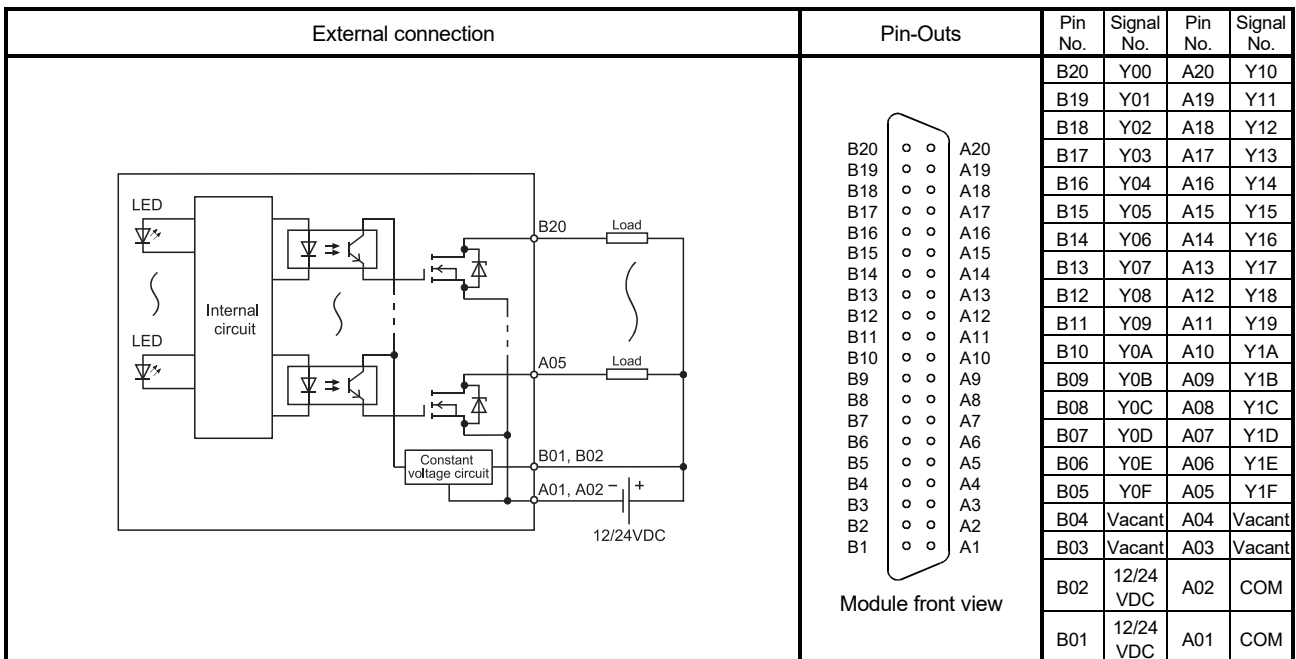 External connection
Pin-Outs
Pin No. Signal No. Pin No. Signal No.
LED
LED
Internal
circuit
B20
Load
A05
Load
Constant
voltage circuit
B01, B02
A01, A02
− +
12/24VDC
B20 A20
B19 A19
B18 A18
B17 A17
B16 A16
B15 A15
B14 A14
B13 A13
B12 A12
B11 A11
B10 A10
B9 A9
B8 A8
B7 A7
B6 A6
B5 A5
B4 A4
B3 A3
B2 A2
B1 A1
Module front view
B20 Y00 A20 Y10
B19 Y01 A19 Y11
B18 Y02 A18 Y12
B17 Y03 A17 Y13
B16 Y04 A16 Y14
B15 Y05 A15 Y15
B14 Y06 A14 Y16
B13 Y07 A13 Y17
B12 Y08 A12 Y18
B11 Y09 A11 Y19
B10 Y0A A10 Y1A
B09 Y0B A09 Y1B
B08 Y0C A08 Y1C
B07 Y0D A07 Y1D
B06 Y0E A06 Y1E
B05 Y0F A05 Y1F
B04 Vacant A04 Vacant
B03 Vacant A03 Vacant
B02 12/24 VDC A02 COM
B01 12/24 VDC A01 COM